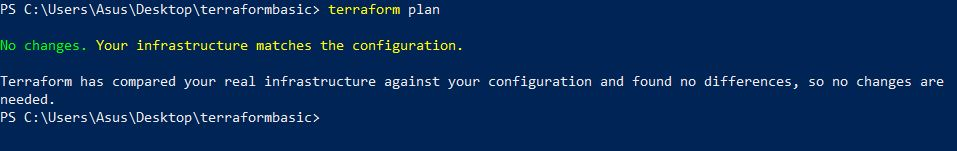 PS C:\Users\Asus\Desktop\terraformbasic> terraform plan
No changes. Your infrastructure matches the configuration.
Terraform has compared your real infrastructure against your configuration and found no differences, so no changes are
needed.
PS C:\Users\Asus\Desktop\terraformbasic>